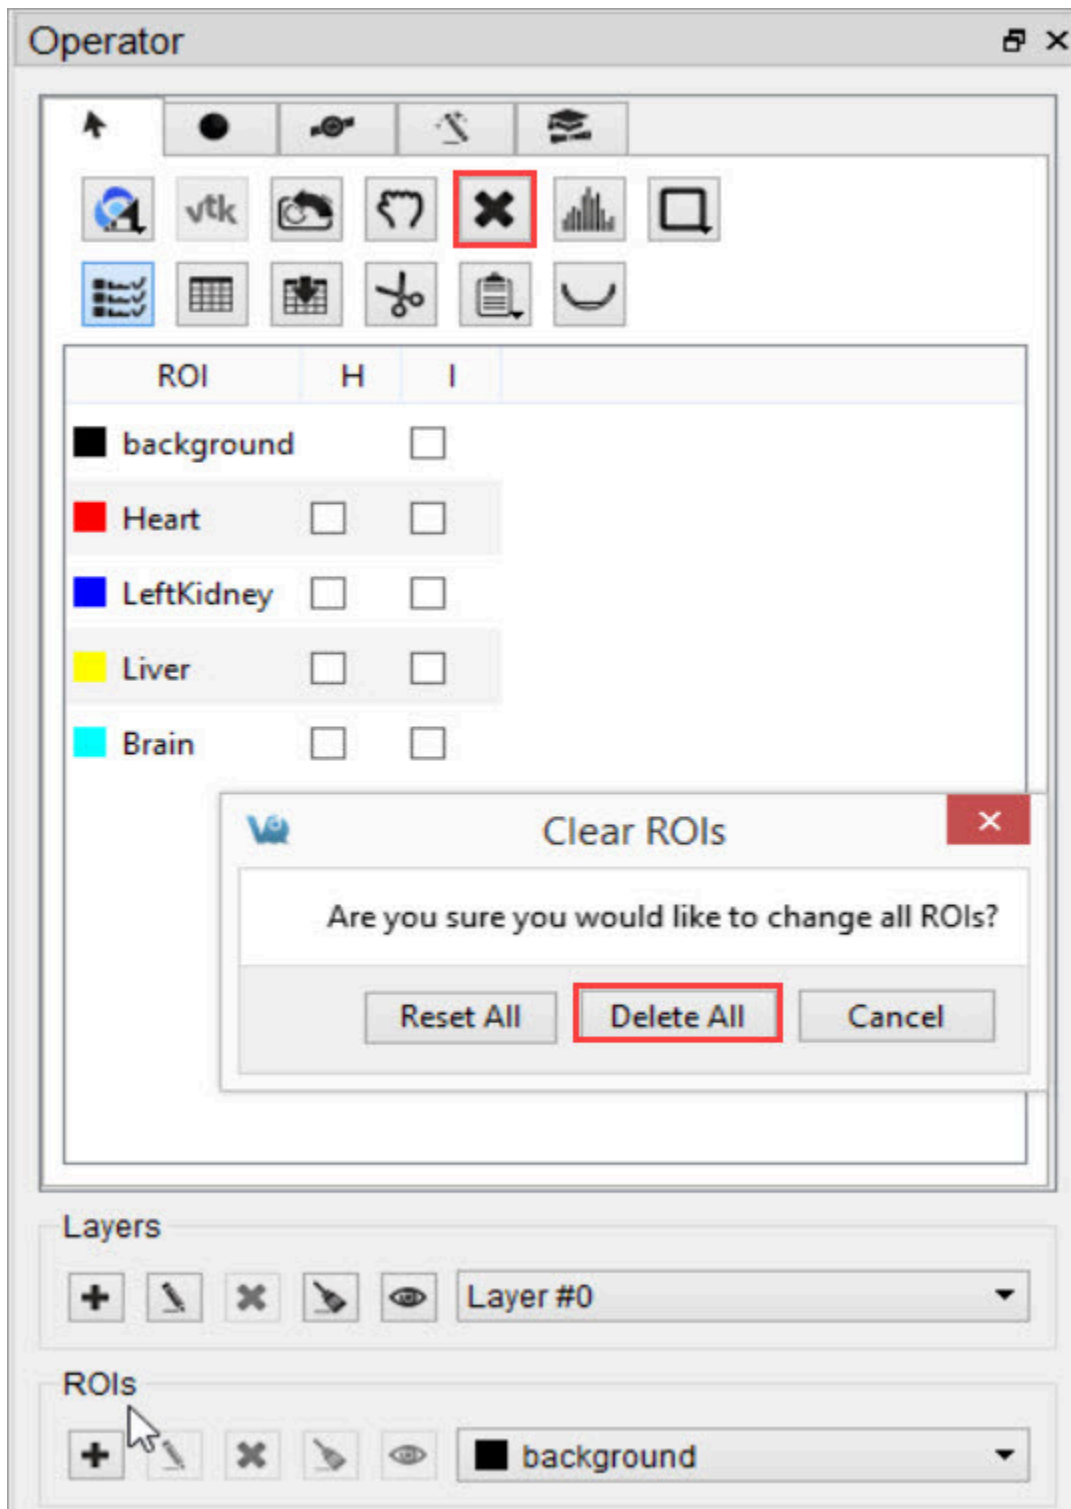 Operator
vtk
ROI H I
background
Heart
LeftKidney
Liver
Brain
VQ Clear ROIs
Are you sure you would like to change all ROIs?
Reset All Delete All Cancel
Layers
Layer #0
ROIs
background